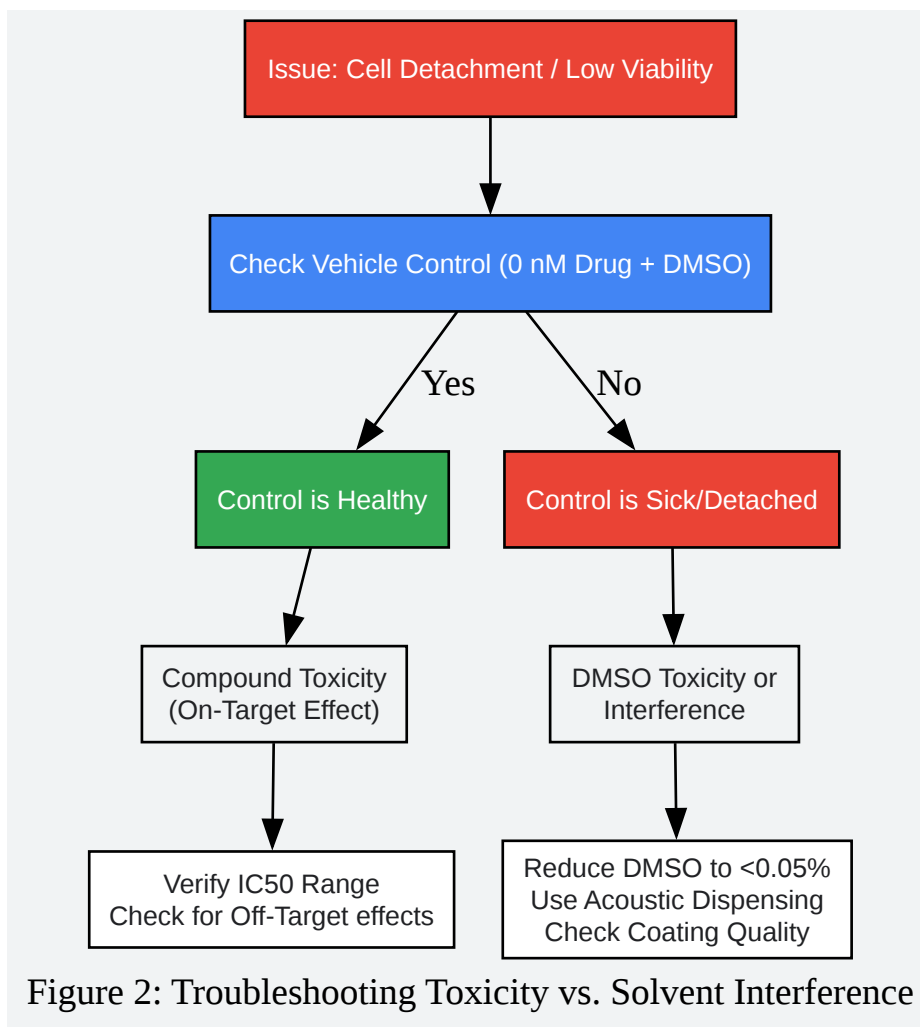 Issue: Cell Detachment / Low Viability
Check Vehicle Control (0 nM Drug + DMSO)
Yes
No
Control is Healthy
Control is Sick/Detached
Compound Toxicity
(On-Target Effect)
DMSO Toxicity or
Interference
Verify IC50 Range
Check for Off-Target effects
Reduce DMSO to <0.05%
Use Acoustic Dispensing
Check Coating Quality
Figure 2: Troubleshooting Toxicity vs. Solvent Interference